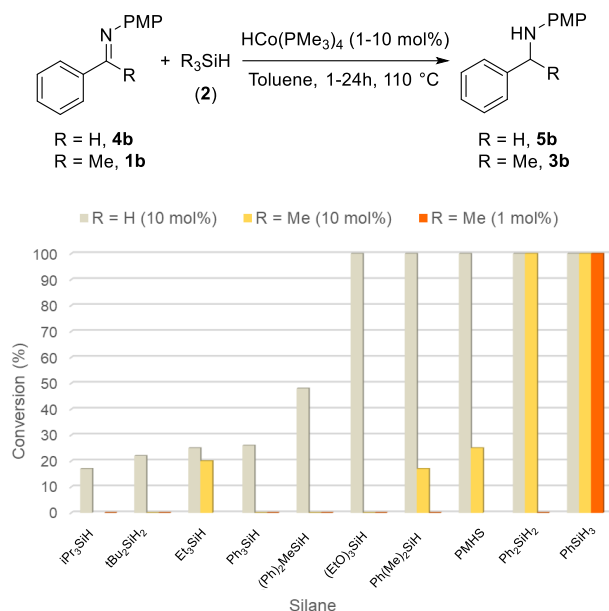 PMP
N
R
+ R₃SiH
(2)
HCo(PMe₃)₄ (1-10 mol%)
Toluene, 1-24h, 110 °C
HN
PMP
R
R = H, 4b
R = Me, 1b
R = H, 5b
R = Me, 3b
R = H (10 mol%) R = Me (10 mol%) R = Me (1 mol%)
Conversion (%)
100
90
80
70
60
50
40
30
20
10
0
iPr₃SiH
tBu₂SiH₂
Et₃SiH
Ph₃SiH
(Ph)₂MeSiH
(EtO)₃SiH
Ph(Me)₂SiH
PMHS
Ph₂SiH₂
PhSiH₃
Silane